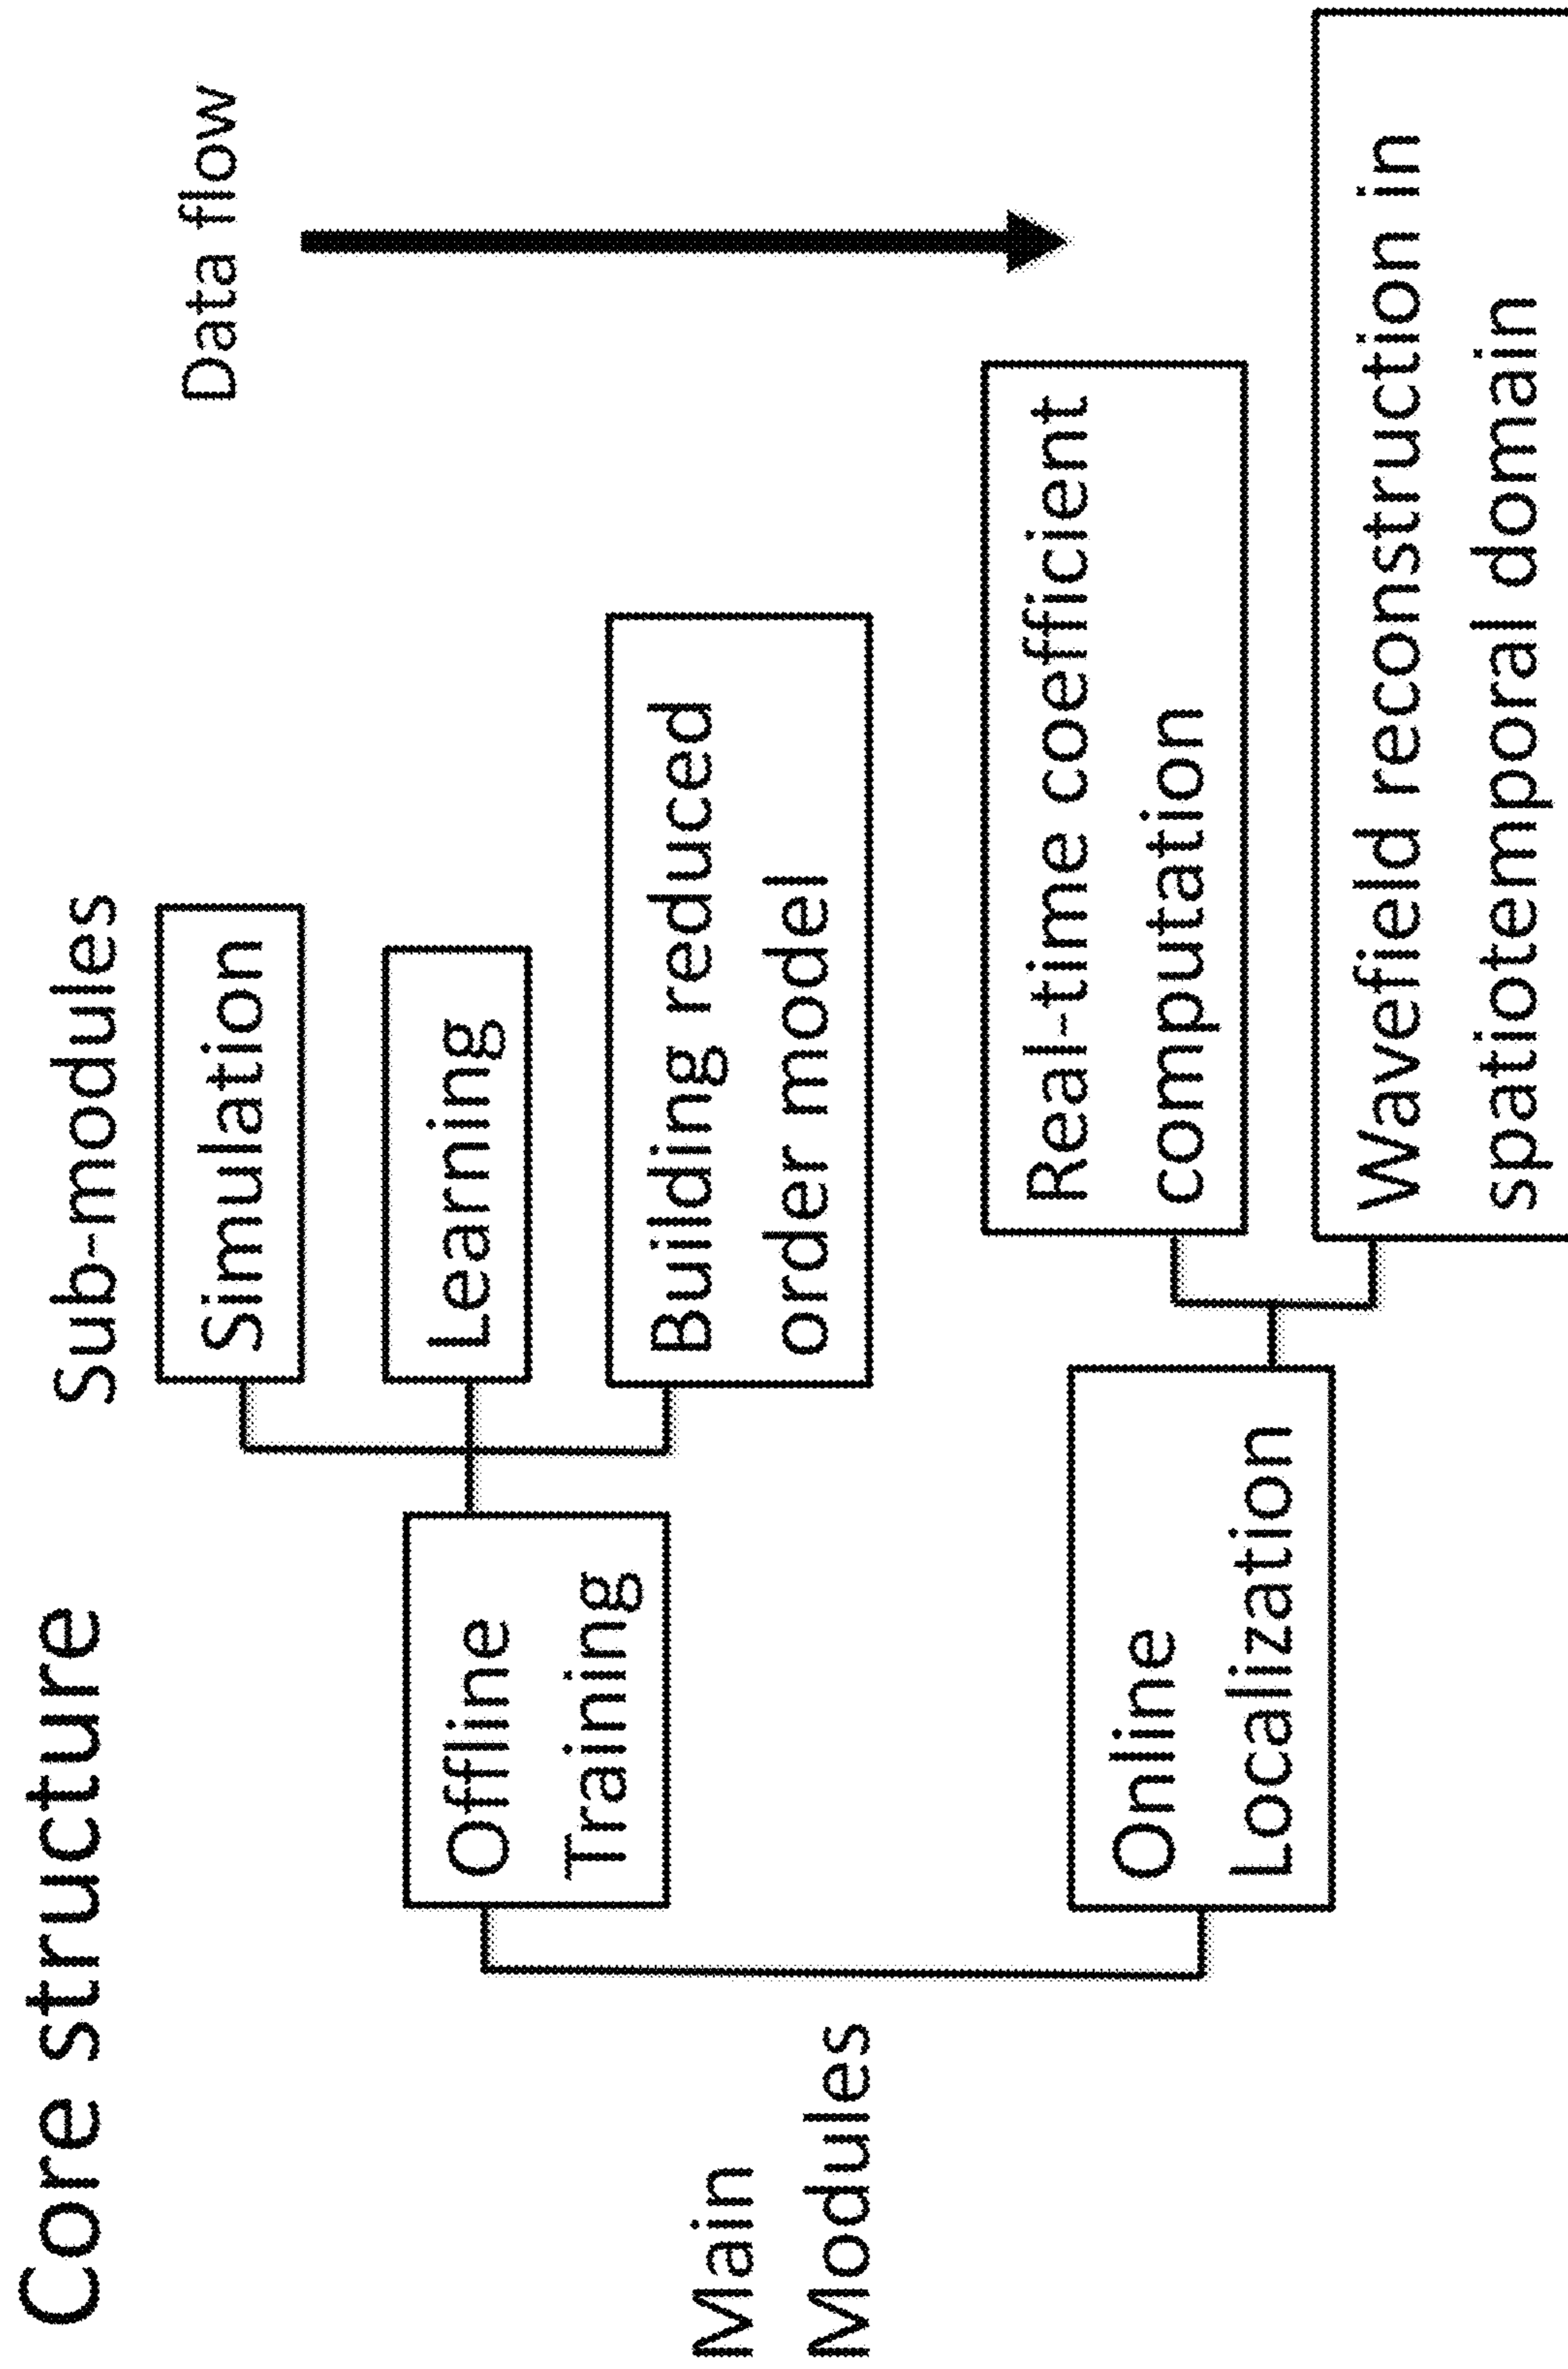 Core structure
Sub-modules
Data flow
Simulation
Learning
Offline
Training
Building reduced
order model
Main
Modules
Real-time coefficient
computation
Online
Localization
Wavefield reconstruction in
spatiotemporal domain